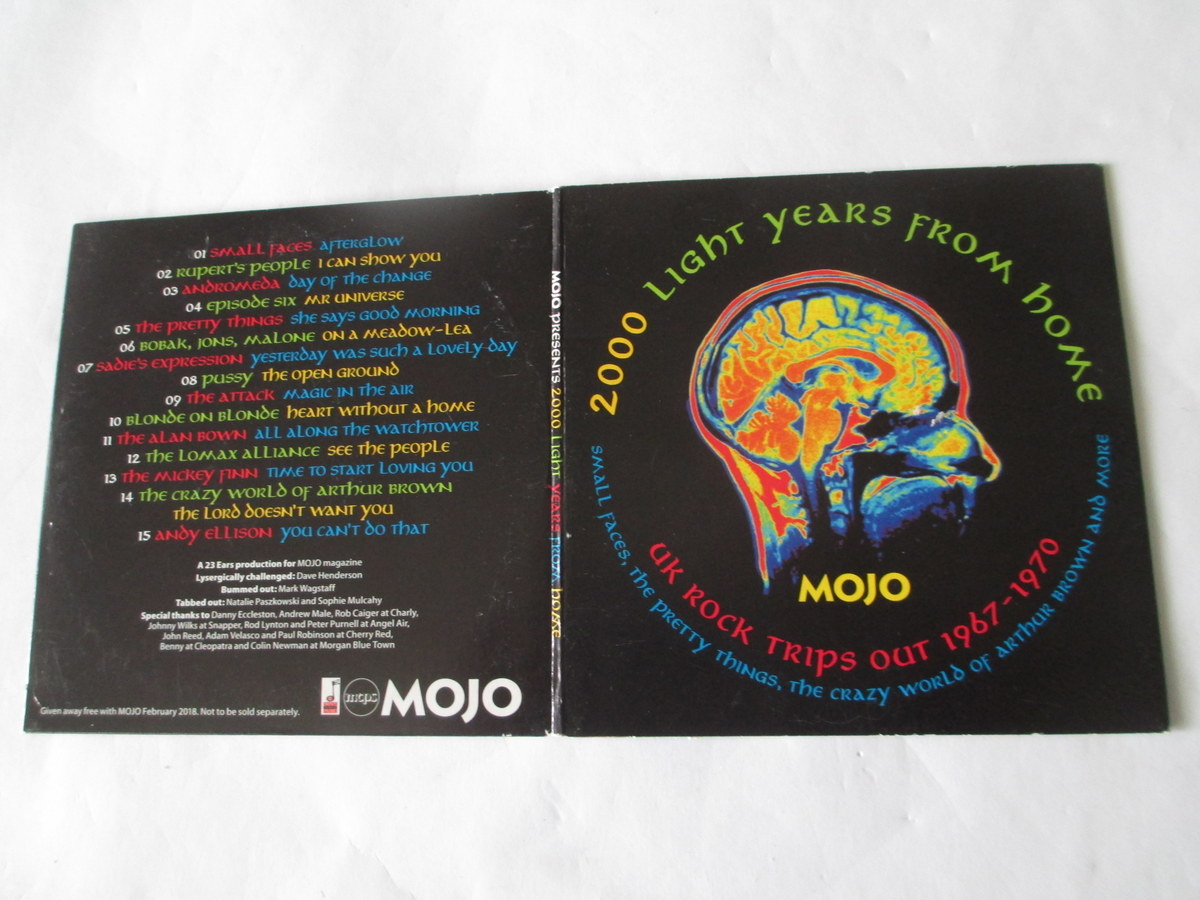 01 SMALL FACES AFTERGLOW
02 RUPERT'S PEOPLE I CAN SHOW YOU
03 ANDROMEDA DAY OF THE CHANGE
04 EPISODE SIX MR UNIVERSE
05 THE PRETTY THINGS SHE SAYS GOOD MORNING
06 BOBAK, JONS, MALONE ON A MEADOW-LEA
07 SADIE'S EXPRESSION YESTERDAY WAS SUCH A LOVELY DAY
08 PUSSY THE OPEN GROUND
09 THE ATTACK MAGIC IN THE AIR
10 BLONDE ON BLONDE HEART WITHOUT A HOME
11 THE ALAN BOWN ALL ALONG THE WATCHTOWER
12 THE LOMAX ALLIANCE SEE THE PEOPLE
13 THE MICKEY FINN TIME TO START LOVING YOU
14 THE CRAZY WORLD OF ARTHUR BROWN
THE LORD DOESN'T WANT YOU
15 ANDY ELLISON YOU CAN'T DO THAT
A 23 Ears production for MOJO magazine
Lysergically challenged: Dave Henderson
Bummed out: Mark Wagstaff
Tabbed out: Natalie Paszkowski and Sophie Mulcahy
Special thanks to Danny Eccleston, Andrew Male, Rob Caiger at Charly,
Johnny Wilks at Snapper, Rod Lynton and Peter Purnell at Angel Air,
John Reed, Adam Velasco and Paul Robinson at Cherry Red,
Benny at Cleopatra and Colin Newman at Morgan Blue Town
Given away free with MOJO February 2018. Not to be sold separately.
mcps
MOJO
MOJO PRESENTS 2000 LIGHT YEARS FROM HOME
2000 LIGHT YEARS FROM HOME
MOJO
UK ROCK TRIPS OUT 1967-1970
SMALL FACES, THE PRETTY THINGS, THE CRAZY WORLD OF ARTHUR BROWN AND MORE